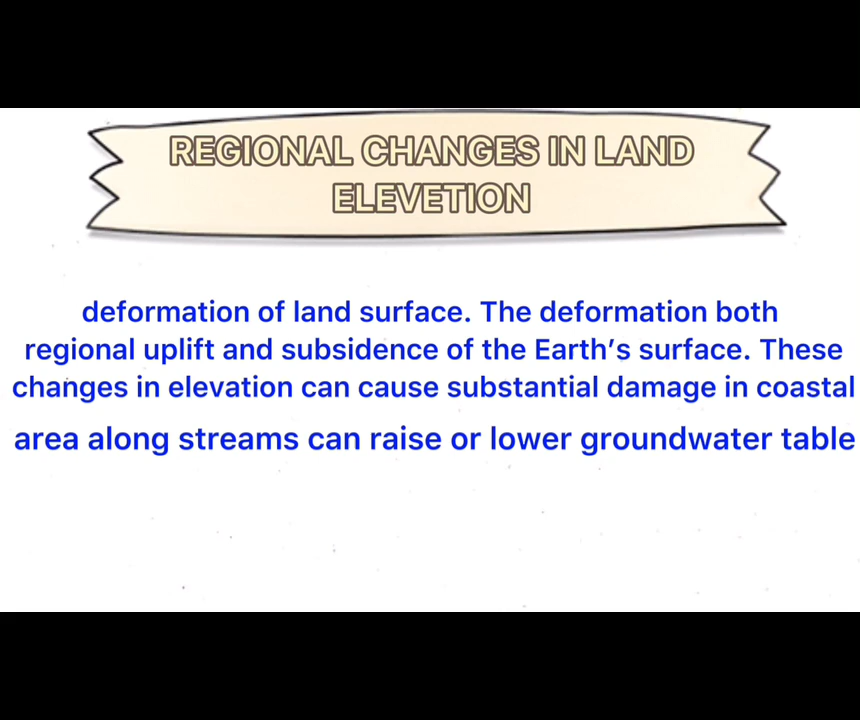 REGIONAL CHANGES IN LAND
ELEVETION
deformation of land surface. The deformation both
regional uplift and subsidence of the Earth’s surface. These
changes in elevation can cause substantial damage in coastal
area along streams can raise or lower groundwater table